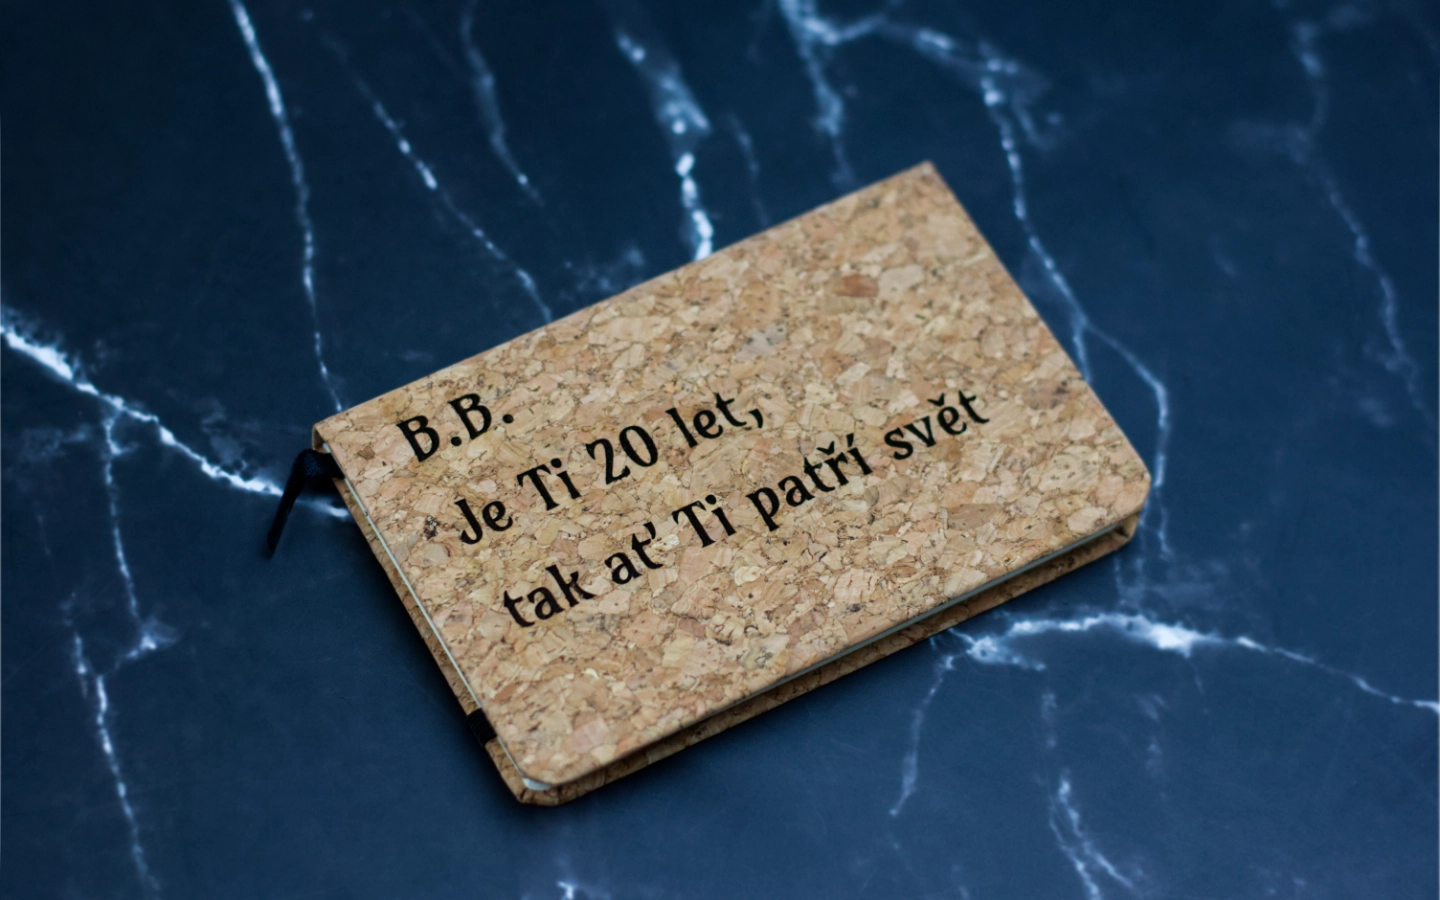 B.B.
Je Ti 20 let,
tak ať Ti patří svět